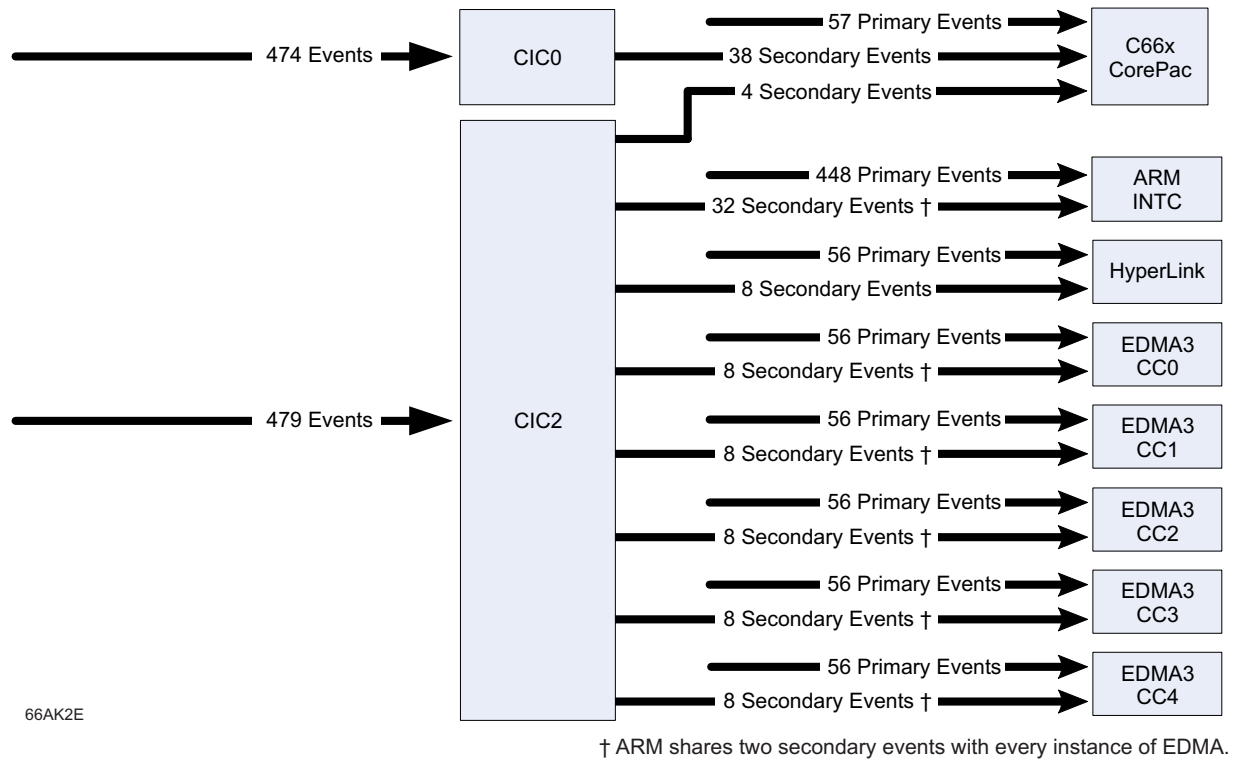 57 Primary Events
474 Events
CIC0
38 Secondary Events
C66x
CorePac
4 Secondary Events
448 Primary Events
ARM
INTC
32 Secondary Events †
56 Primary Events
HyperLink
8 Secondary Events
56 Primary Events
EDMA3
CC0
8 Secondary Events †
479 Events
CIC2
56 Primary Events
EDMA3
CC1
8 Secondary Events †
56 Primary Events
EDMA3
CC2
8 Secondary Events †
56 Primary Events
EDMA3
CC3
8 Secondary Events †
56 Primary Events
EDMA3
CC4
8 Secondary Events †
66AK2E
† ARM shares two secondary events with every instance of EDMA.